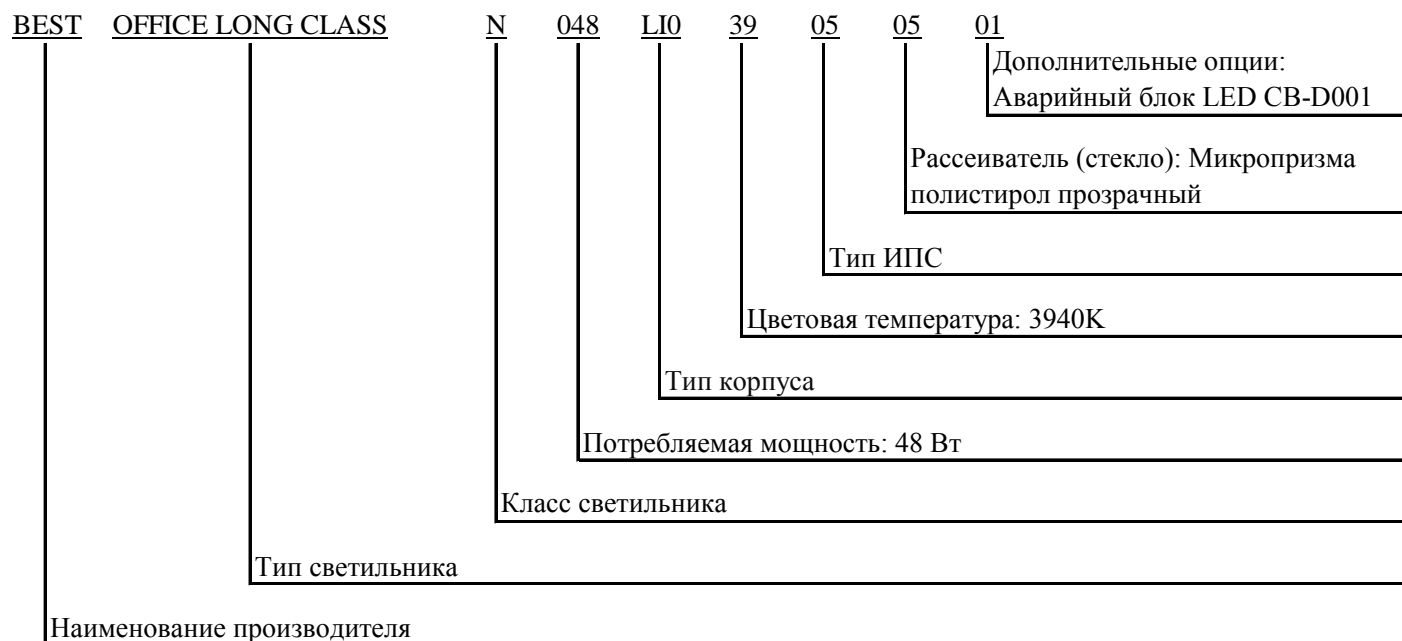 BEST OFFICE LONG CLASS N 048 LI0 39 05 05 01
Дополнительные опции:
Аварийный блок LED CB-D001
Рассеиватель (стекло): Микропризма
полистирол прозрачный
Тип ИПС
Цветовая температура: 3940K
Тип корпуса
Потребляемая мощность: 48 Вт
Класс светильника
Тип светильника
Наименование производителя